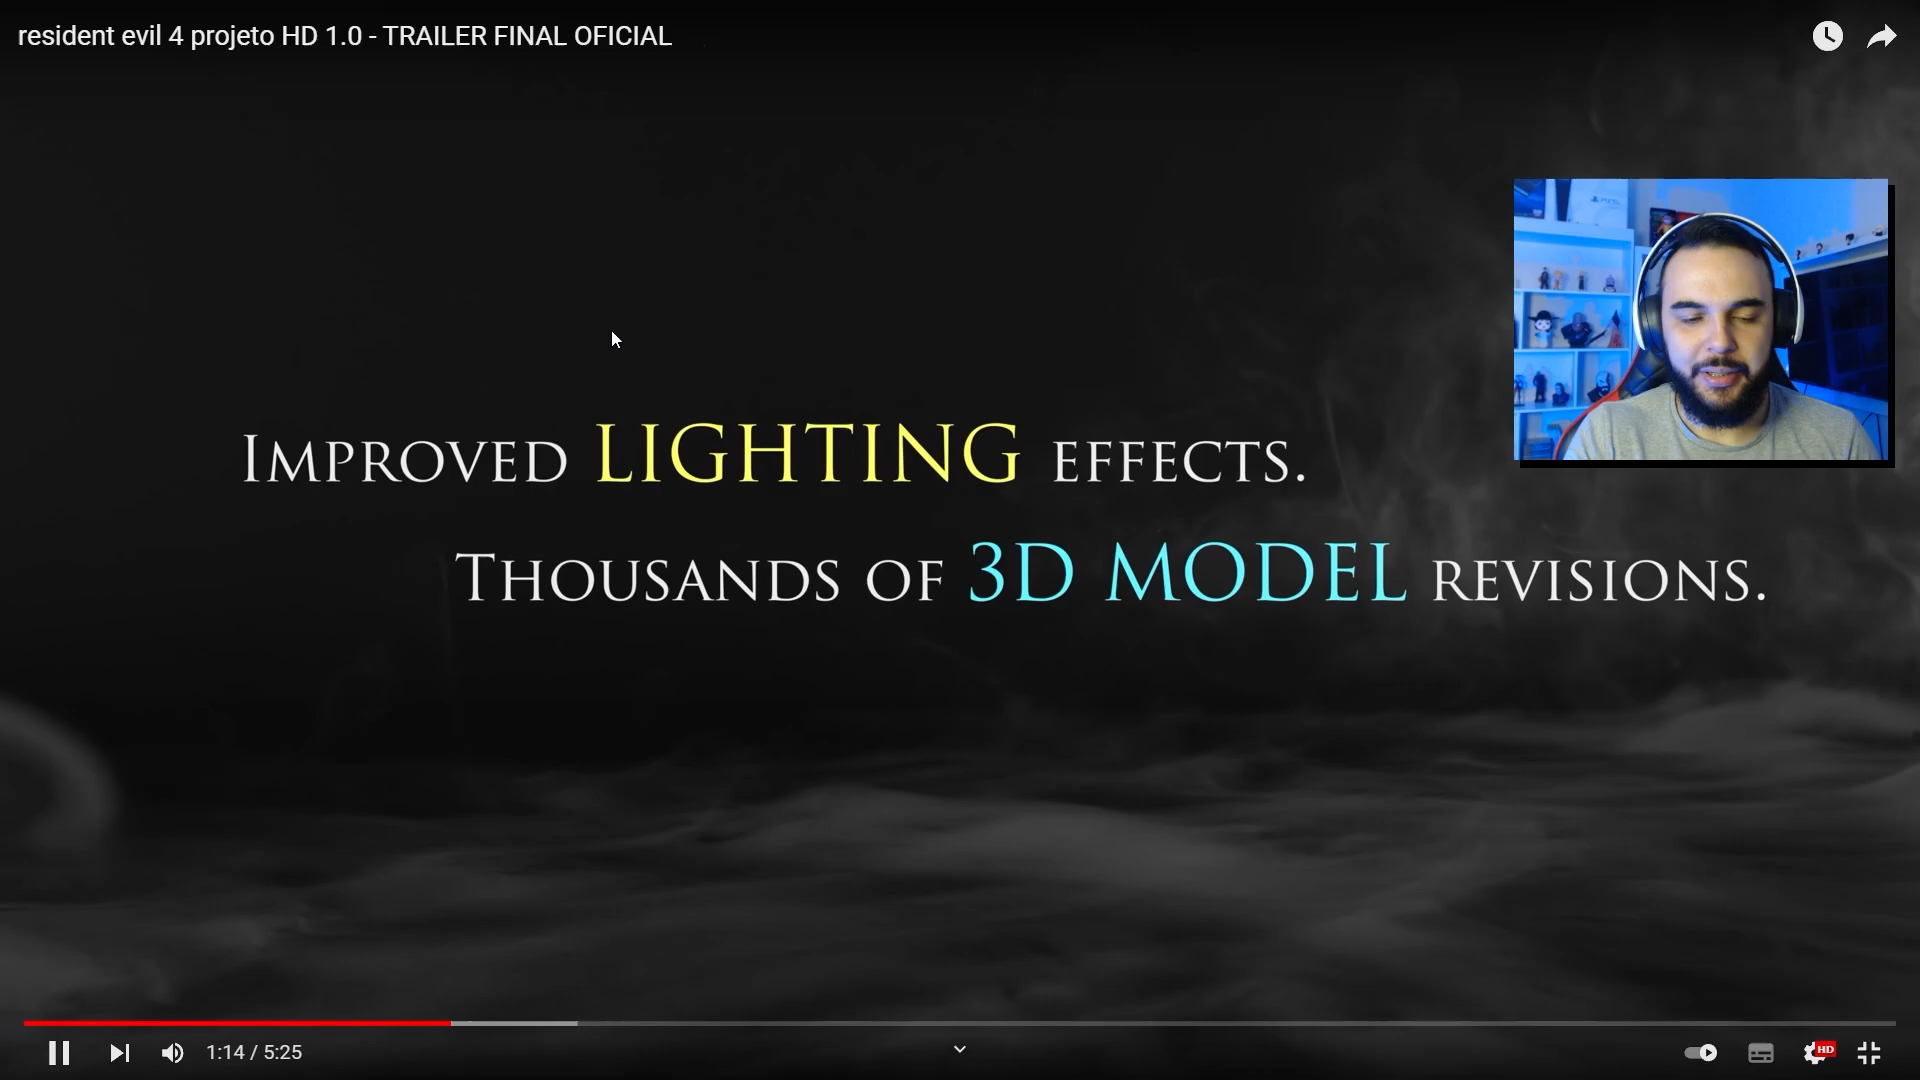 resident evil 4 projeto HD 1.0 - TRAILER FINAL OFICIAL
IMPROVED LIGHTING EFFECTS.
THOUSANDS OF 3D MODEL REVISIONS.
1:14 / 5:25
HD